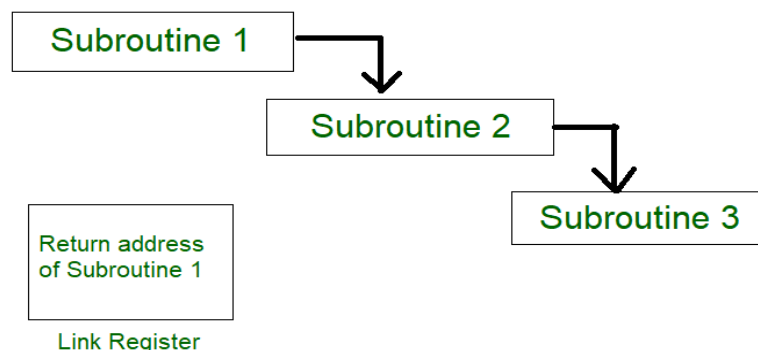 Subroutine 1
Subroutine 2
Subroutine 3
Return address
of Subroutine 1
Link Register